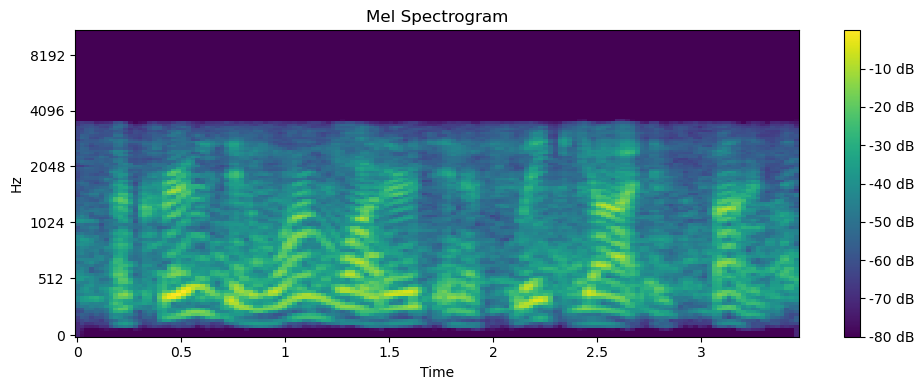 Mel Spectrogram
Hz
8192
4096
2048
1024
512
0
0
0.5
1
1.5
2
2.5
3
Time
-10 dB
-20 dB
-30 dB
-40 dB
-50 dB
-60 dB
-70 dB
-80 dB